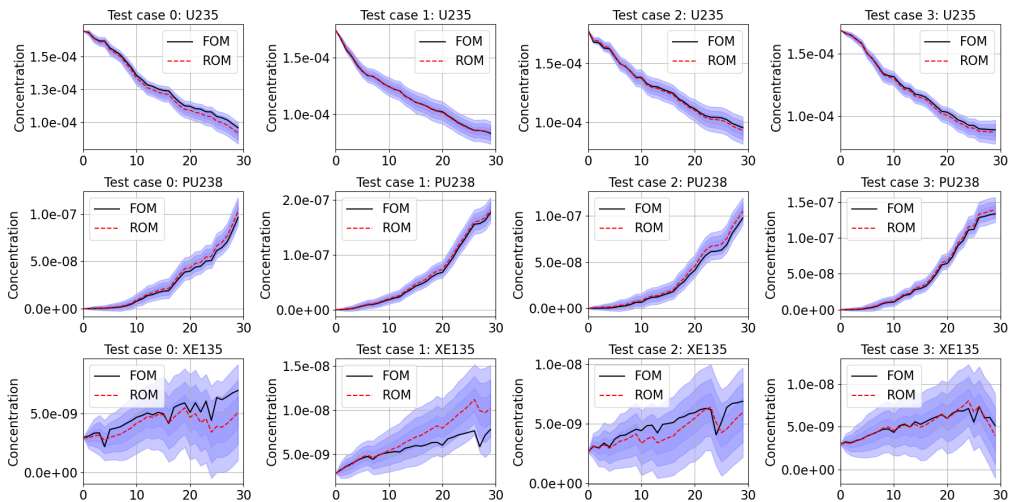 Test case 0: U235
Concentration
1.5e-04
1.3e-04
1.0e-04
FOM
ROM
0 10 20 30
Test case 1: U235
Concentration
1.5e-04
1.0e-04
FOM
ROM
0 10 20 30
Test case 2: U235
Concentration
1.5e-04
1.0e-04
FOM
ROM
0 10 20 30
Test case 3: U235
Concentration
1.5e-04
1.0e-04
FOM
ROM
0 10 20 30
Test case 0: PU238
Concentration
1.0e-07
5.0e-08
0.0e+00
FOM
ROM
0 10 20 30
Test case 1: PU238
Concentration
2.0e-07
1.0e-07
0.0e+00
FOM
ROM
0 10 20 30
Test case 2: PU238
Concentration
1.0e-07
5.0e-08
0.0e+00
FOM
ROM
0 10 20 30
Test case 3: PU238
Concentration
1.5e-07
1.0e-07
5.0e-08
0.0e+00
FOM
ROM
0 10 20 30
Test case 0: XE135
Concentration
5.0e-09
0.0e+00
FOM
ROM
0 10 20 30
Test case 1: XE135
Concentration
1.5e-08
1.0e-08
5.0e-09
FOM
ROM
0 10 20 30
Test case 2: XE135
Concentration
1.0e-08
5.0e-09
0.0e+00
FOM
ROM
0 10 20 30
Test case 3: XE135
Concentration
1.0e-08
5.0e-09
0.0e+00
FOM
ROM
0 10 20 30